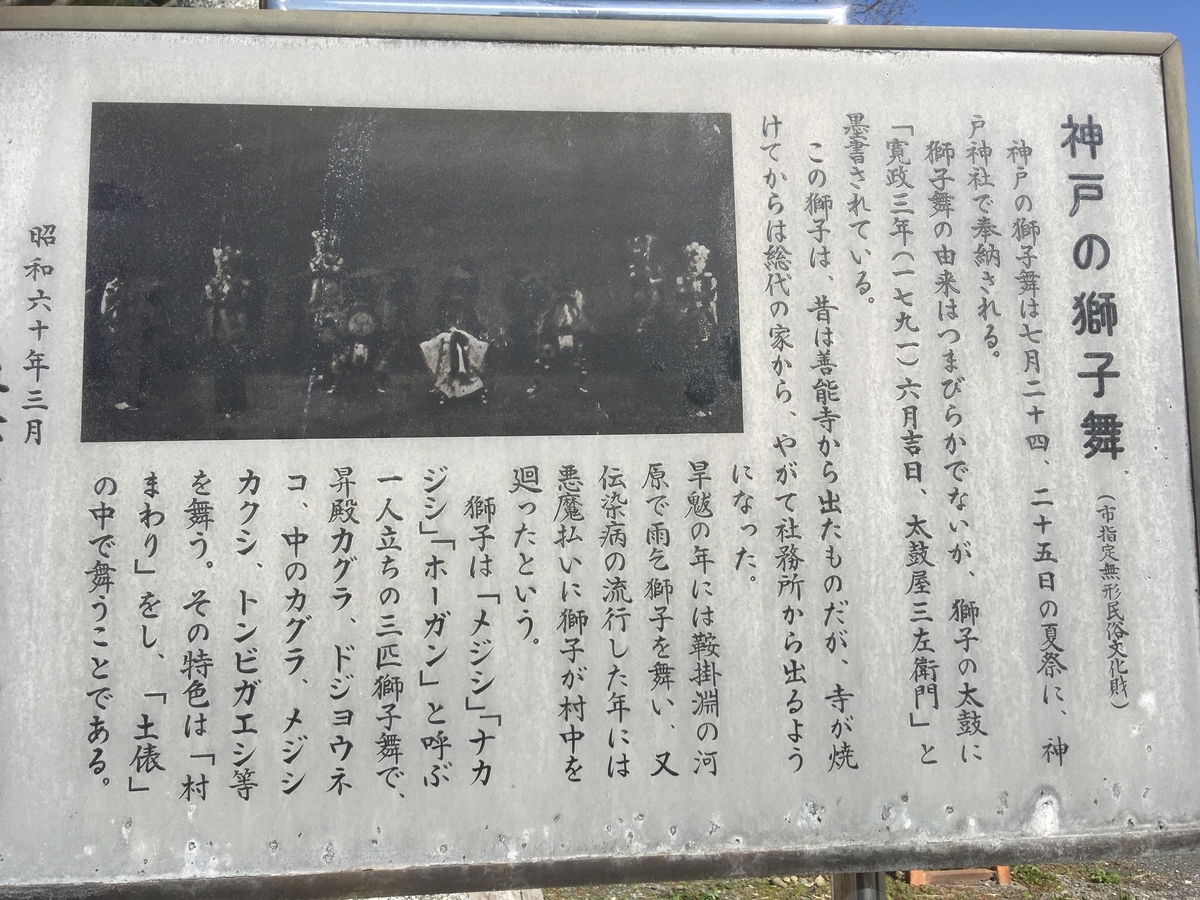 神戸の獅子舞
(市指定無形民俗文化財)
神戸の獅子舞は七月二十四、二十五日の夏祭に、神
戸神社で奉納される。
獅子舞の由来はつまびらかでないが、獅子の太鼓に
「寛政三年(一七九一)六月吉日、太鼓屋三左衛門」と
墨書されている。
この獅子は、昔は善能寺から出たものだが、寺が焼
けてからは総代の家から、やがて社務所から出るよう
になった。
旱魃の年には鞍掛淵の河
原で雨乞獅子を舞い、又
伝染病の流行した年には
悪魔払いに獅子が村中を
廻ったという。
獅子は「メジシ」「ナカ
ジシ」「ホーガン」と呼ぶ
一人立ちの三匹獅子舞で、
昇殿カグラ、ドジョウネ
コ、中のカグラ、メジシ
カクシ、トンビガエシ等
を舞う。その特色は「村
まわり」をし、「土俵」
の中で舞うことである。
昭和六十年三月